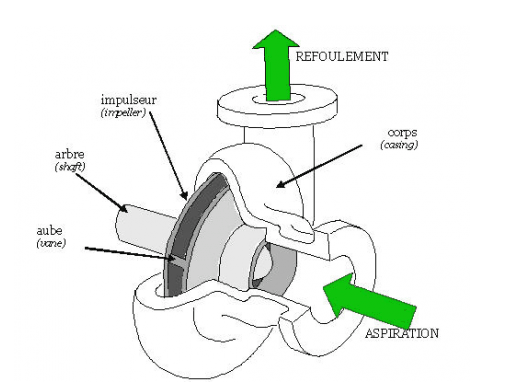 REFOULEMENT
impulseur
(impeller)
corps
(casing)
arbre
(shaft)
aube
(vane)
ASPIRATION